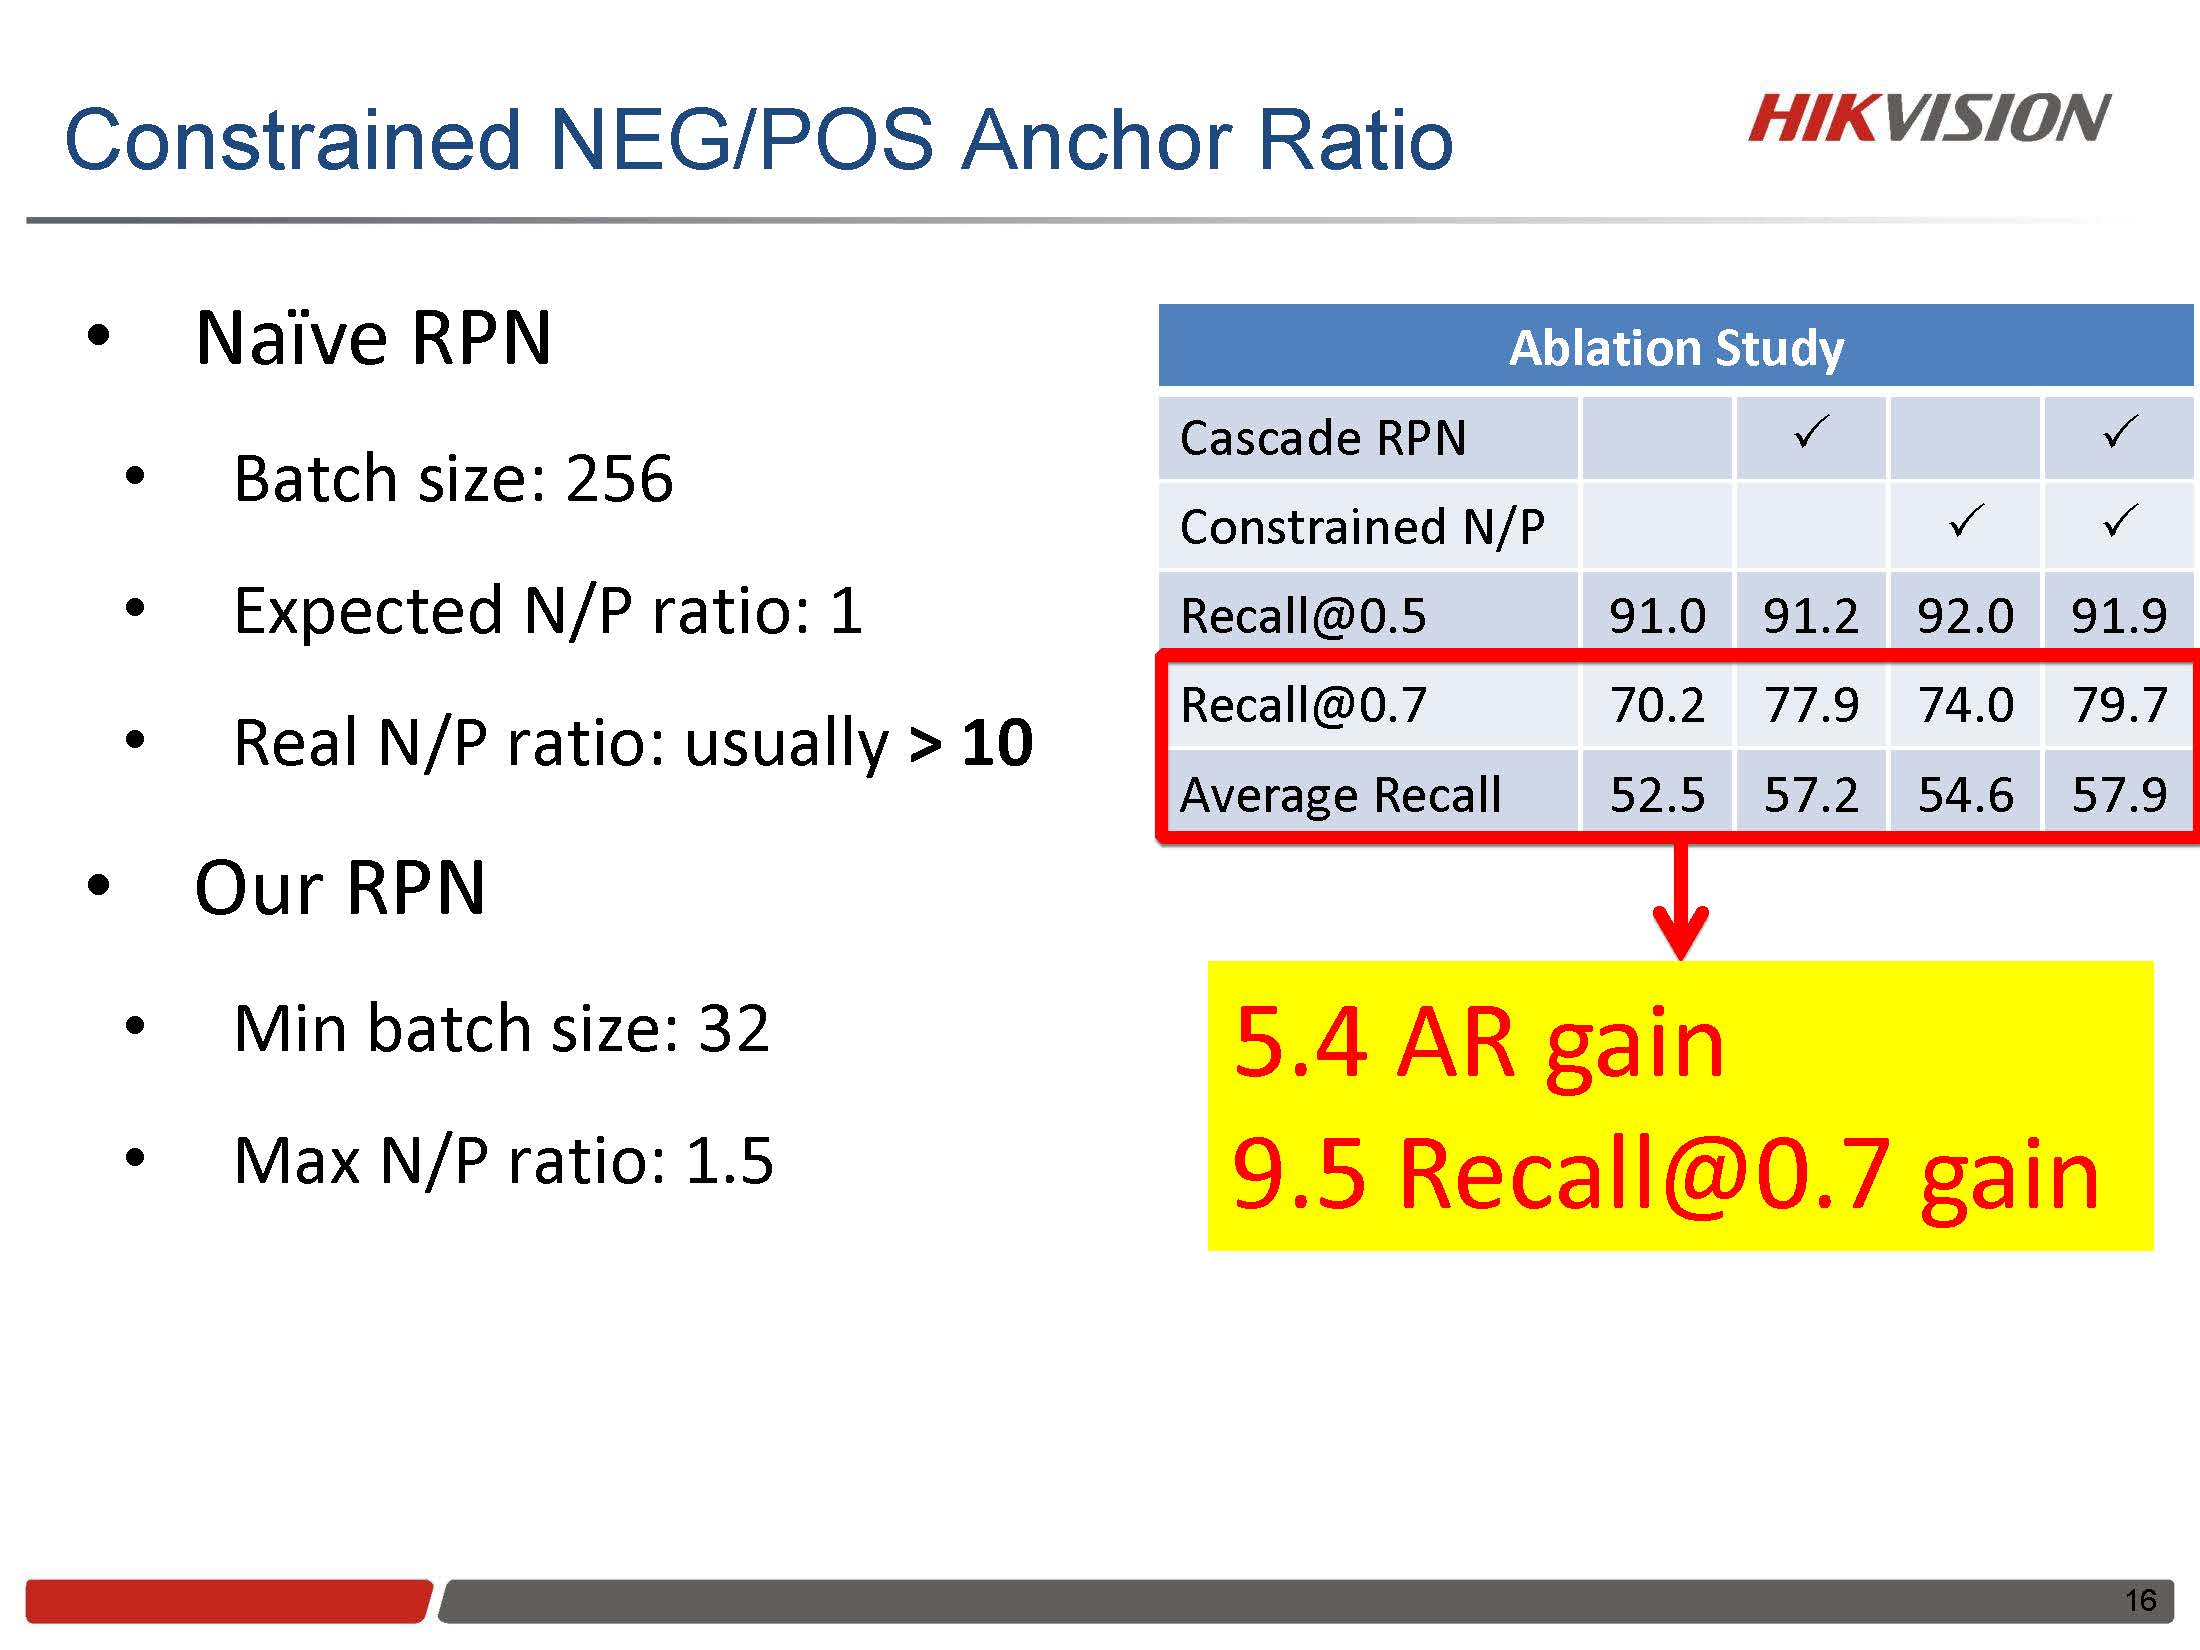 Constrained NEG/POS Anchor Ratio
HIKVISION
• Naïve RPN
• Batch size: 256
• Expected N/P ratio: 1
• Real N/P ratio: usually > 10
• Our RPN
• Min batch size: 32
• Max N/P ratio: 1.5
Ablation Study
Cascade RPN ✓ ✓
Constrained N/P ✓ ✓
Recall@0.5 91.0 91.2 92.0 91.9
Recall@0.7 70.2 77.9 74.0 79.7
Average Recall 52.5 57.2 54.6 57.9
5.4 AR gain
9.5 Recall@0.7 gain
16